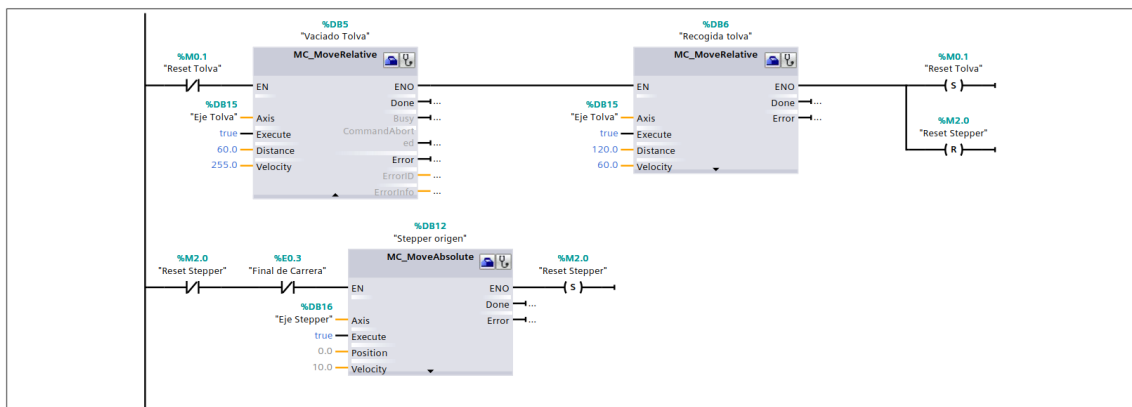 %DB5
"Vaciado Tolva"
%DB6
"Recogida tolva"
%M0.1
"Reset Tolva"
MC_MoveRelative
MC_MoveRelative
%M0.1
"Reset Tolva"
EN ENO
EN ENO
S
Done ...
Done ...
%DB15
"Eje Tolva" Axis
Busy ...
%DB15
"Eje Tolva" Axis
Error ...
%M2.0
"Reset Stepper"
true Execute
CommandAbort
ed ...
true Execute
R
60.0 Distance
120.0 Distance
Error ...
255.0 Velocity
60.0 Velocity
ErrorID ...
ErrorInfo ...
%DB12
"Stepper origen"
%M2.0
"Reset Stepper"
%E0.3
"Final de Carrera"
MC_MoveAbsolute
%M2.0
"Reset Stepper"
EN ENO
S
Done ...
%DB16
"Eje Stepper" Axis
Error ...
true Execute
0.0 Position
10.0 Velocity